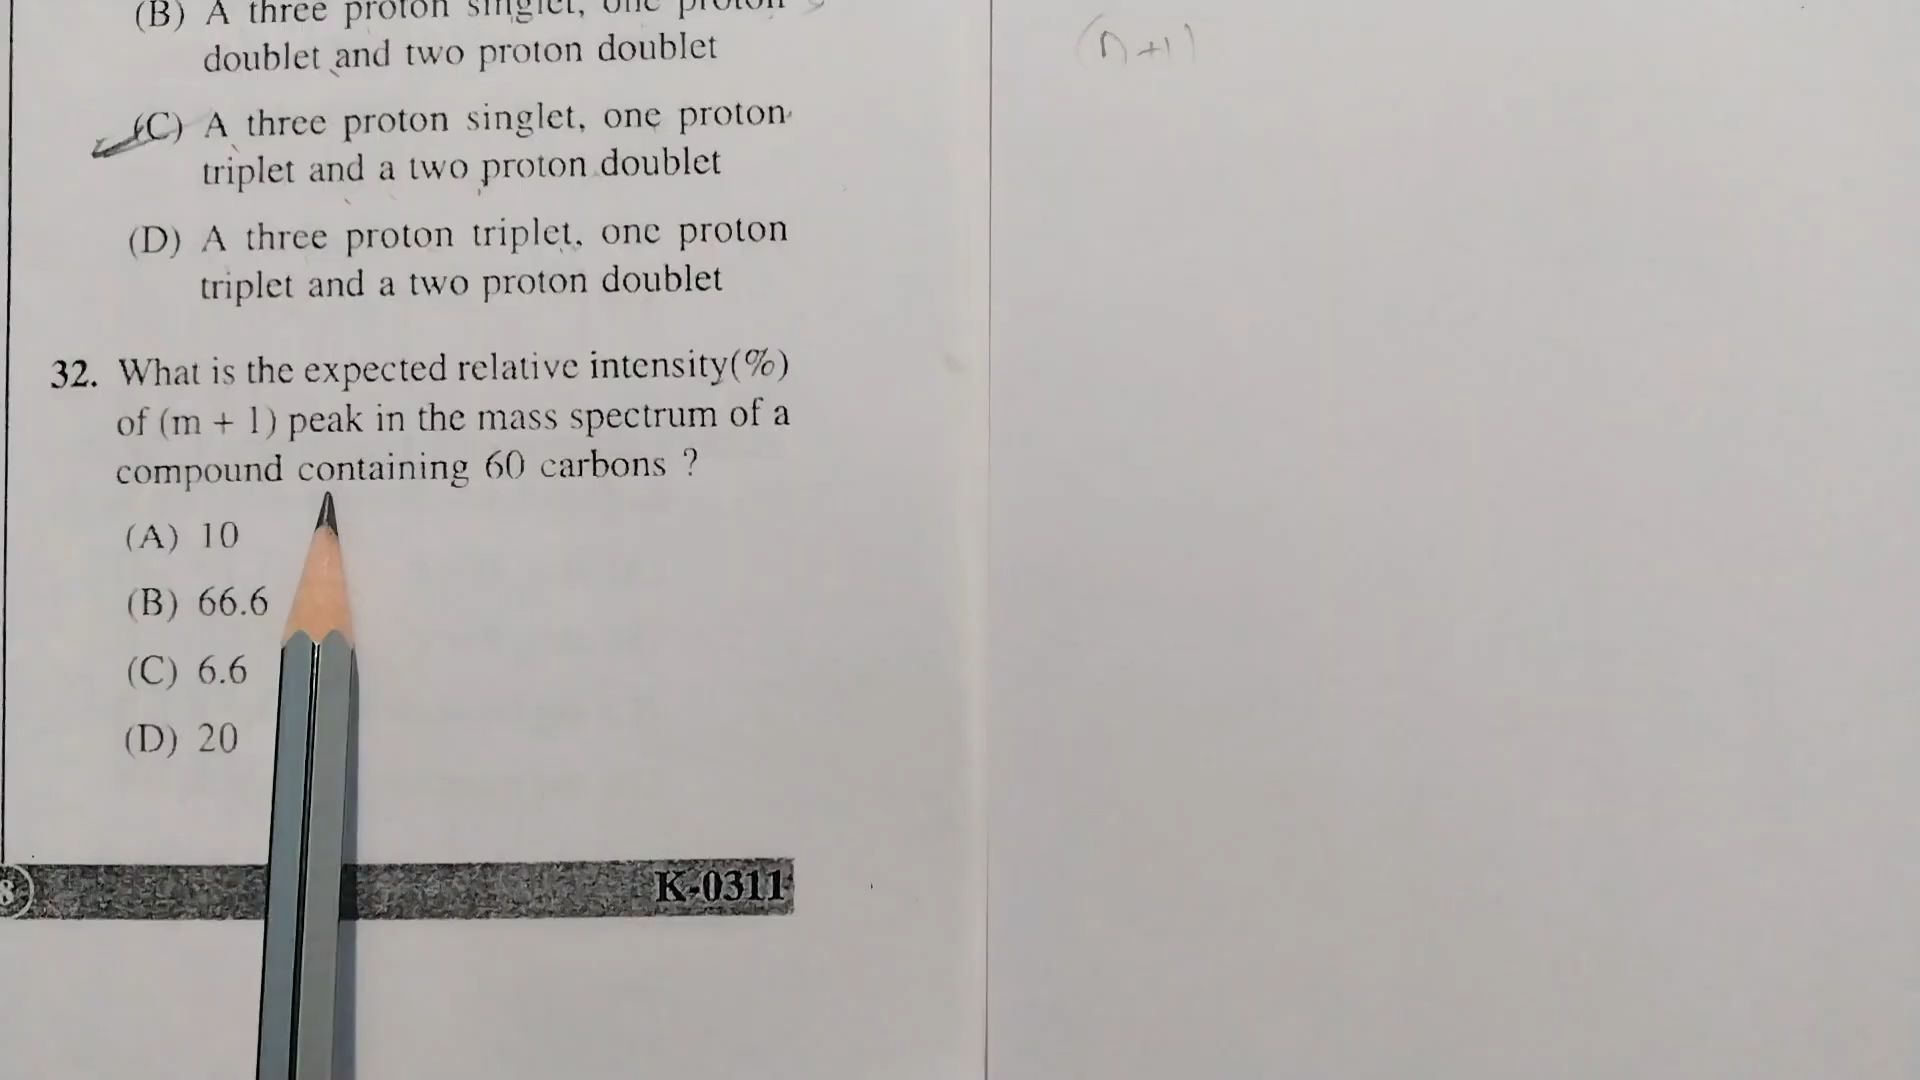 (B) A three proton singlet, one proton
doublet and two proton doublet
(C) A three proton singlet, one proton
triplet and a two proton doublet
(D) A three proton triplet, one proton
triplet and a two proton doublet
32. What is the expected relative intensity(%)
of (m + 1) peak in the mass spectrum of a
compound containing 60 carbons ?
(A) 10
(B) 66.6
(C) 6.6
(D) 20
8
K-0311
(n+1)